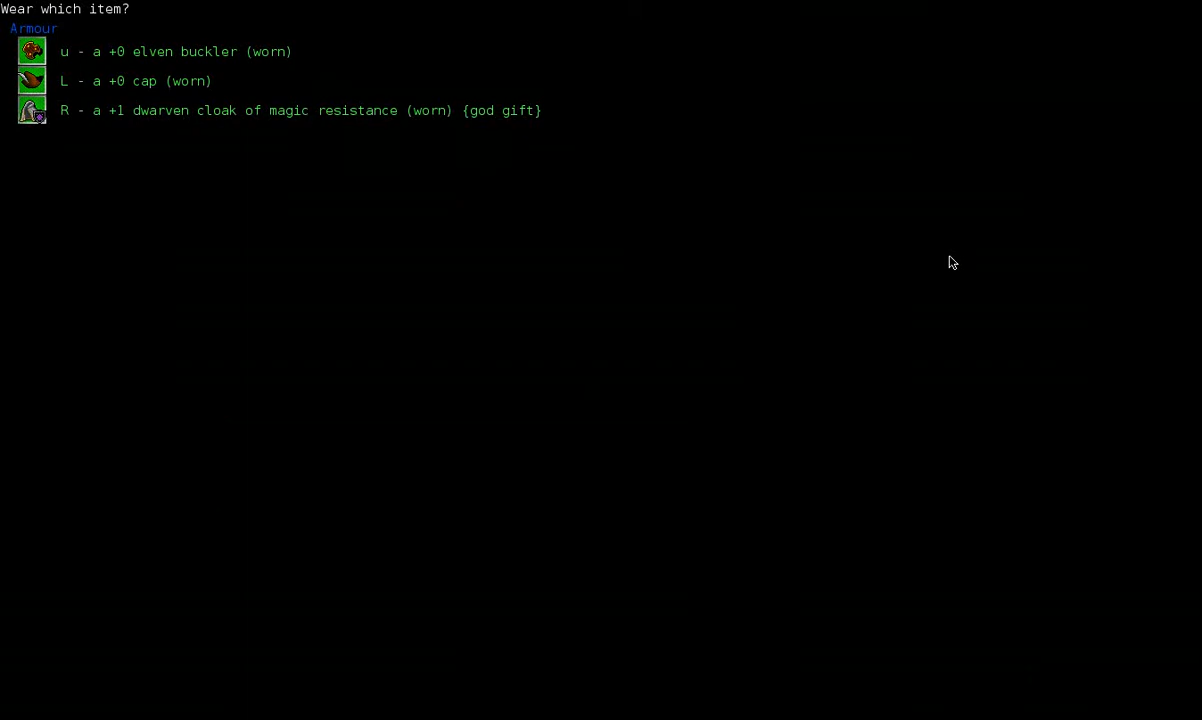 Wear which item?
Armour
u - a +0 elven buckler (worn)
L - a +0 cap (worn)
R - a +1 dwarven cloak of magic resistance (worn) {god gift}